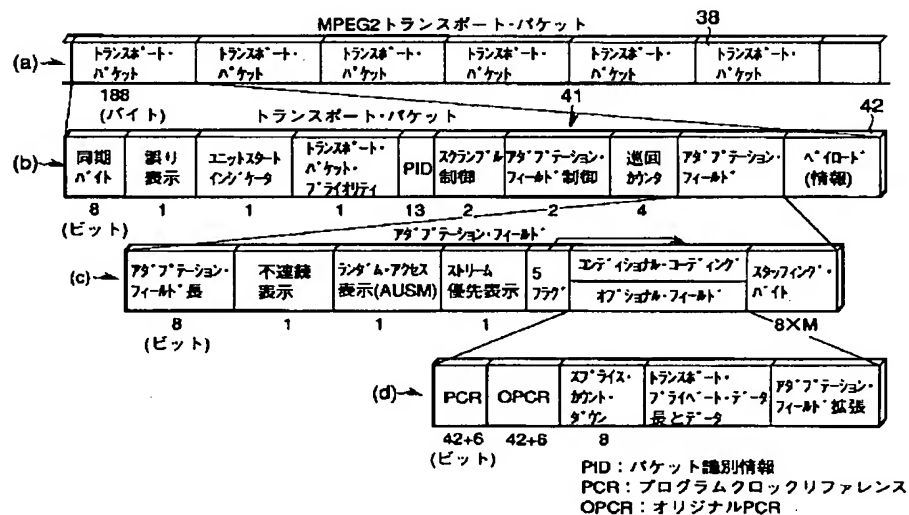 MPEG2トランスポート・パケット
38
(a)
トランスポート・パケット
トランスポート・パケット
トランスポート・パケット
トランスポート・パケット
トランスポート・パケット
トランスポート・パケット
188
(バイト)
トランスポート・パケット
41
42
(b)
同期バイト
誤り表示
ユニットスタートインジケータ
トランスポート・パケット・プライオリティ
PID
スクランブル制御
アダプテーション・フィールド制御
巡回カウンタ
アダプテーション・フィールド
ペイロード(情報)
8 1 1 1 13 2 2 4
(ビット)
アダプテーション・フィールド
(c)
アダプテーション・フィールド長
不連続表示
ランダム・アクセス表示(AUSM)
ストリーム優先表示
5フラグ
コンディショナル・コーディング
オプショナル・フィールド
スタッフィング・バイト
8 1 1 1 8×M
(ビット)
(d)
PCR
OPCR
スプライス・カウント・ダウン
トランスポート・プライベート・データ長とデータ
アダプテーション・フィールド拡張
42+6 42+6 8
(ビット)
PID：パケット識別情報
PCR：プログラムクロックリファレンス
OPCR：オリジナルPCR